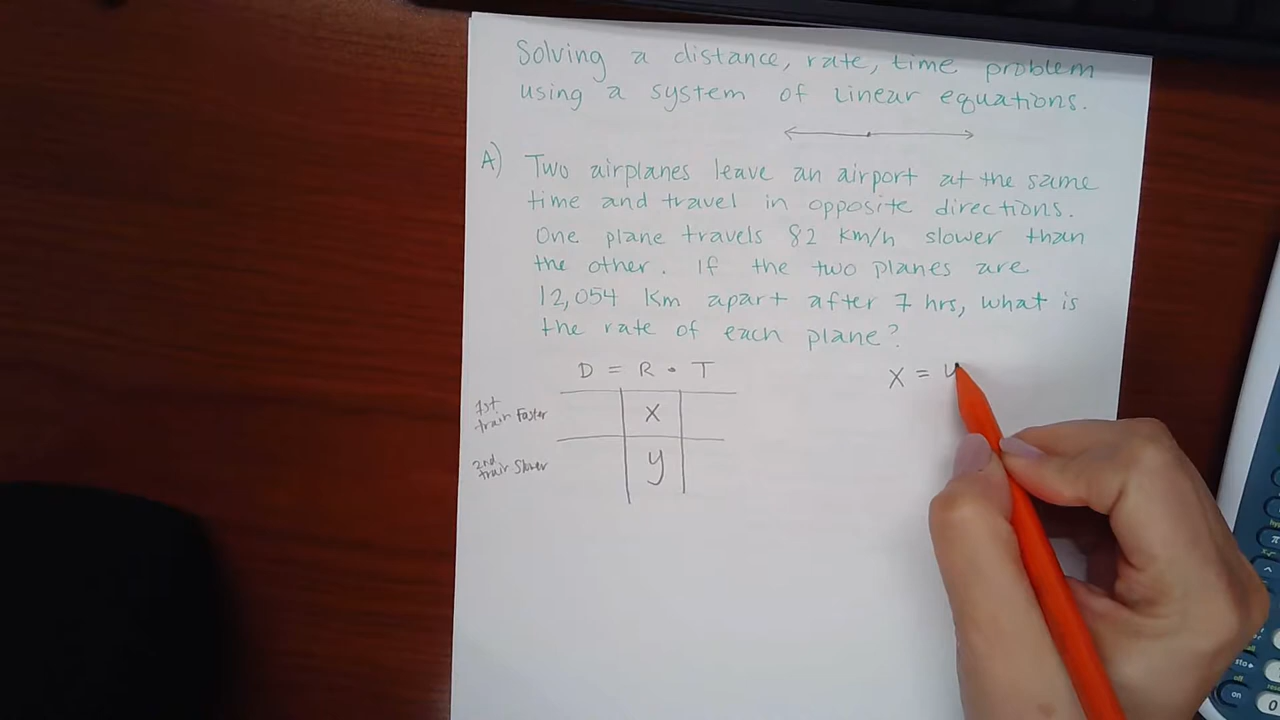 Solving a distance, rate, time problem
using a system of linear equations.
A) Two airplanes leave an airport at the same
time and travel in opposite directions.
One plane travels 82 km/h slower than
the other. If the two planes are
12,054 Km apart after 7 hrs, what is
the rate of each plane?
D = R • T
X = y
1st
train Faster
X
2nd
train Slower
y
sto→
on
0